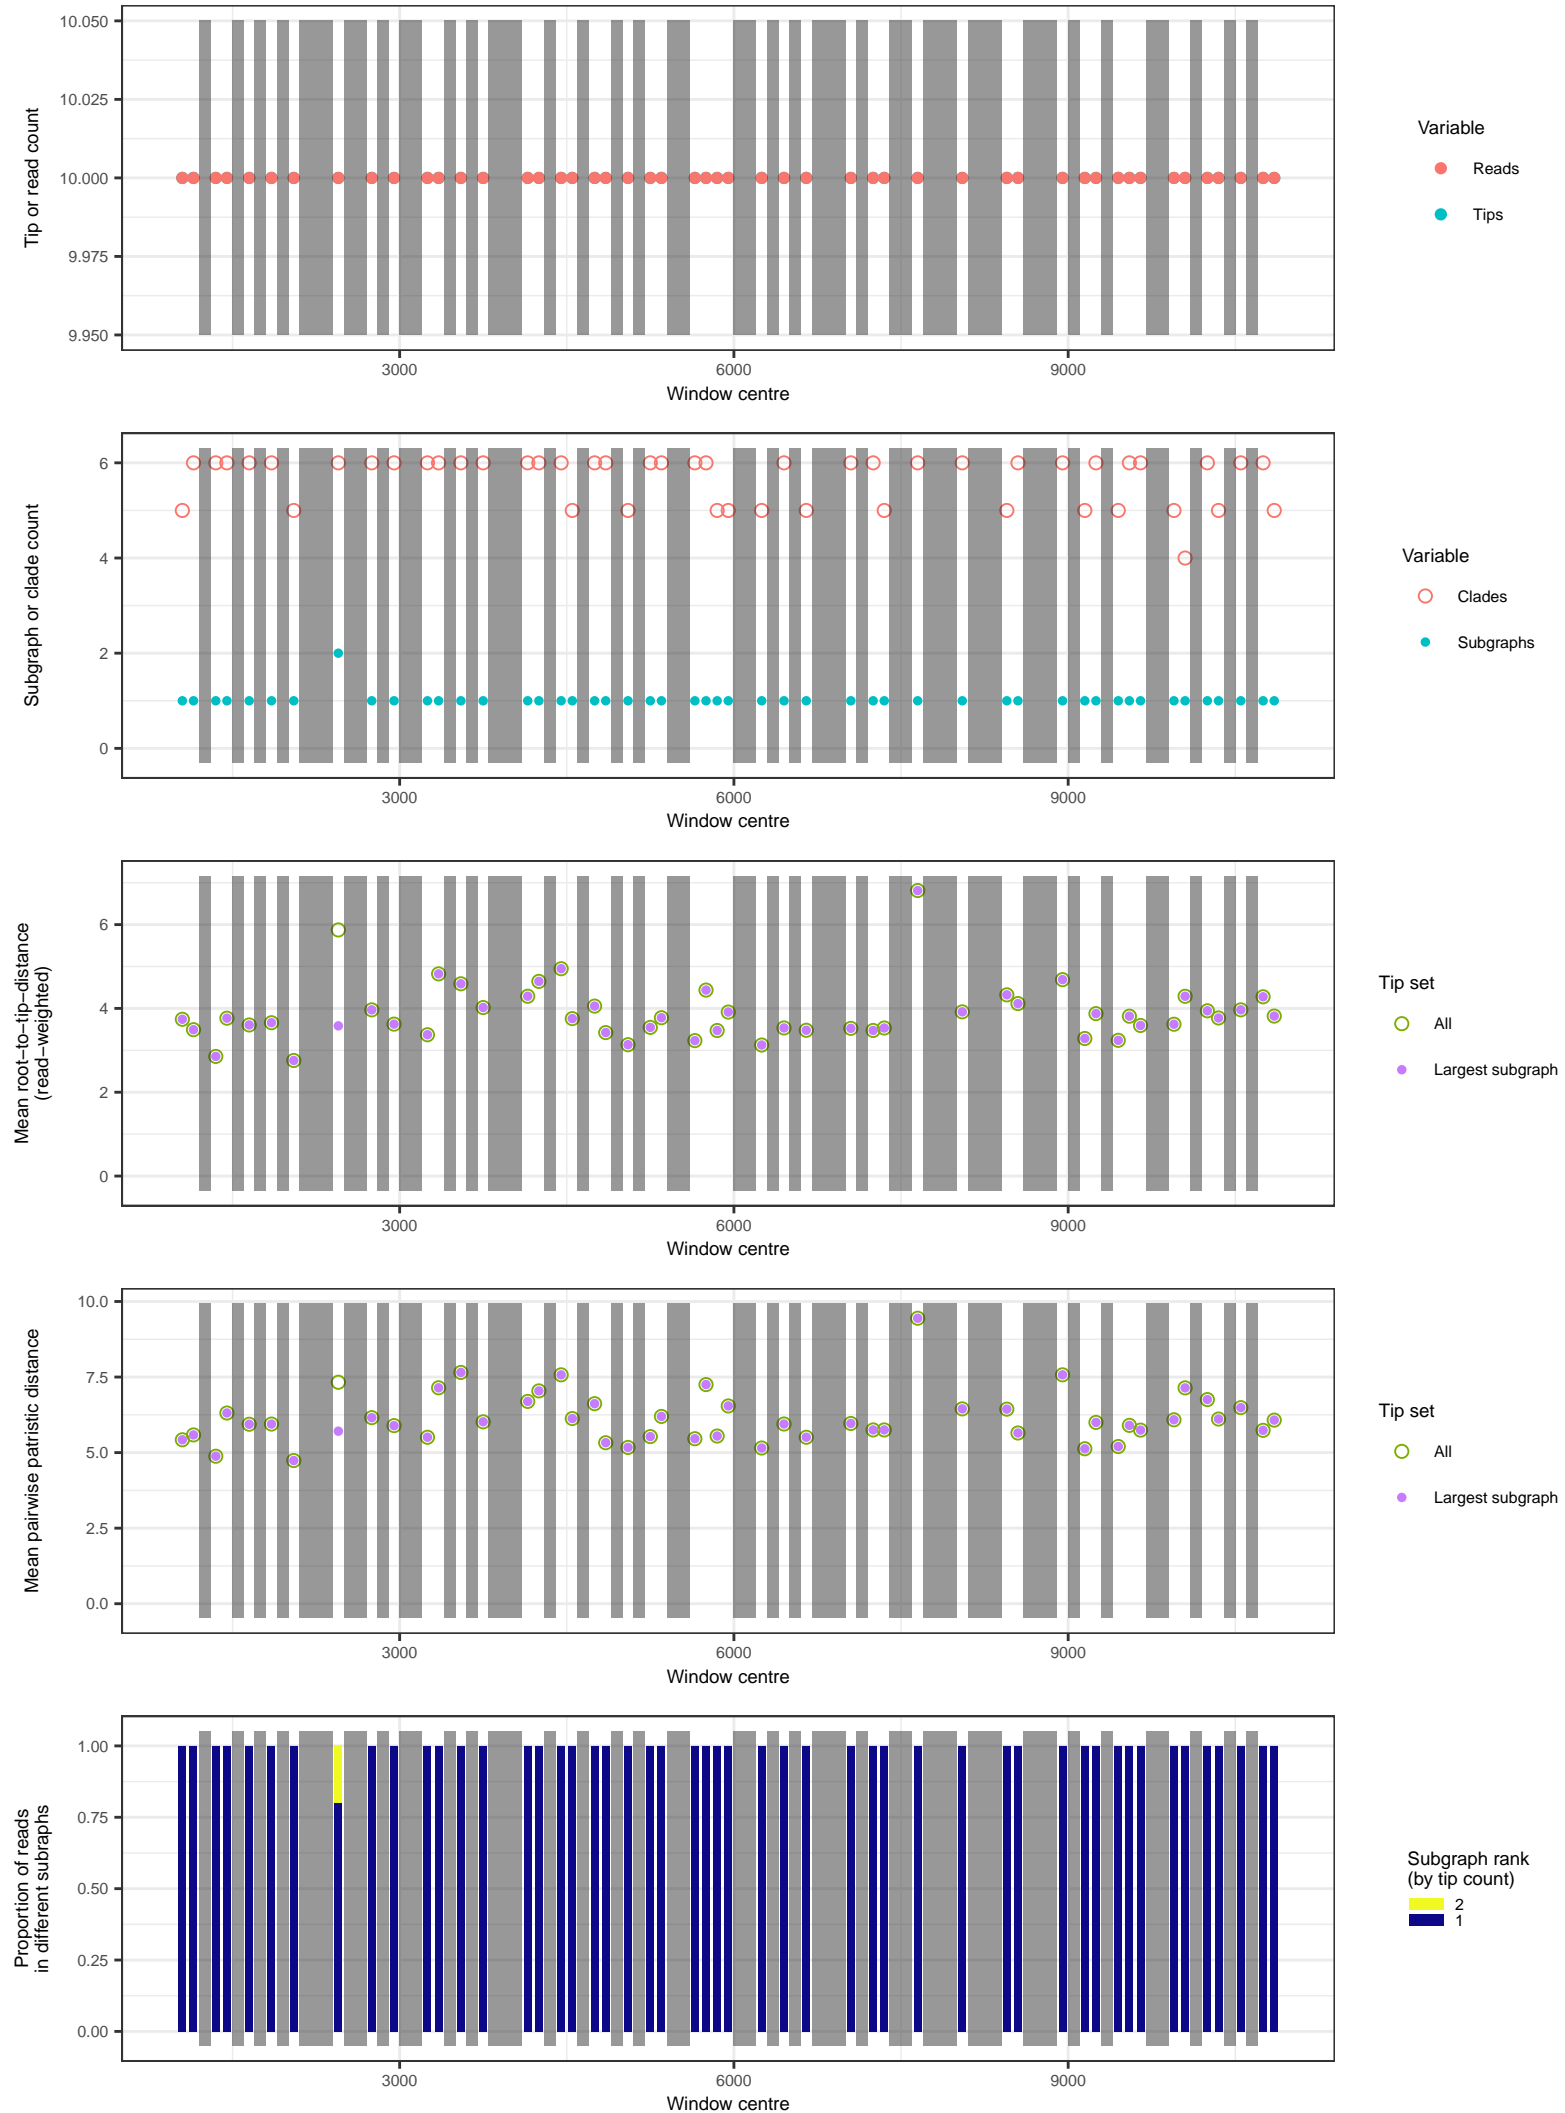 10.050
10.025
10.000
9.975
9.950
Tip or read count
3000 6000 9000
Window centre
Variable
Reads
Tips
6
4
2
0
Subgraph or clade count
3000 6000 9000
Window centre
Variable
Clades
Subgraphs
6
4
2
0
Mean root−to−tip−distance
(read−weighted)
3000 6000 9000
Window centre
Tip set
All
Largest subgraph
10.0
7.5
5.0
2.5
0.0
Mean pairwise patristic distance
3000 6000 9000
Window centre
Tip set
All
Largest subgraph
1.00
0.75
0.50
0.25
0.00
Proportion of reads
in different subraphs
3000 6000 9000
Window centre
Subgraph rank
(by tip count)
2
1